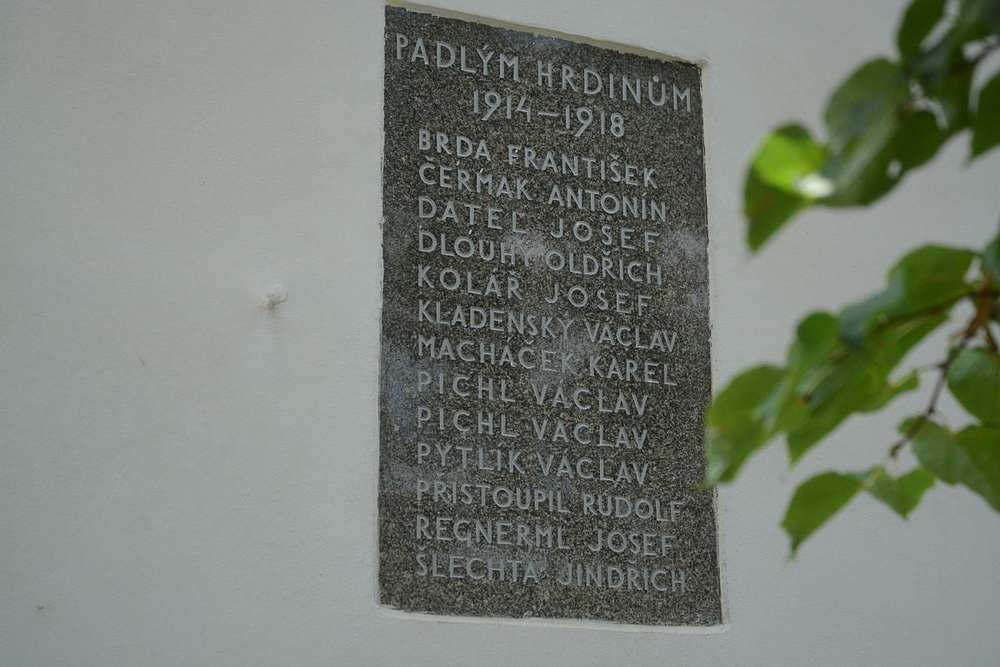 PADLÝM HRDINŮM
1914–1918
BRDA FRANTIŠEK
ČERMÁK ANTONÍN
DATEL JOSEF
DLOUHÝ OLDŘICH
KOLÁŘ JOSEF
KLADENSKÝ VÁCLAV
MACHAČEK KAREL
PICHL VÁCLAV
PICHL VÁCLAV
PYTLÍK VÁCLAV
PŘISTOUPIL RUDOLF
REGNERML JOSEF
ŠLECHTA JINDŘICH